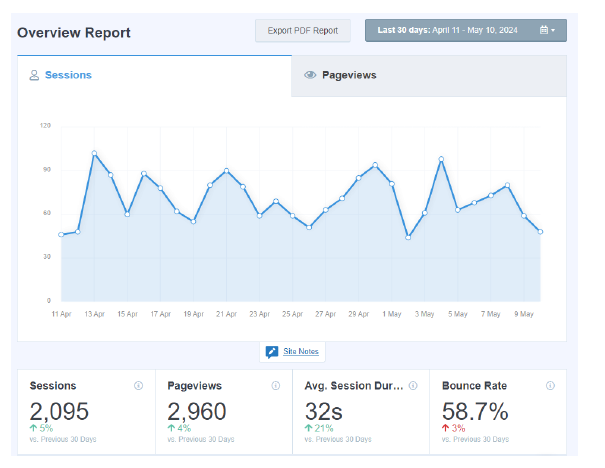 Overview Report
Export PDF Report
Last 30 days: April 11 - May 10, 2024
Sessions
Pageviews
120
90
60
30
0
11 Apr 13 Apr 15 Apr 17 Apr 19 Apr 21 Apr 23 Apr 25 Apr 27 Apr 29 Apr 1 May 3 May 5 May 7 May 9 May
Site Notes
Sessions
2,095
5%
vs. Previous 30 Days
Pageviews
2,960
4%
vs. Previous 30 Days
Avg. Session Dur...
32s
21%
vs. Previous 30 Days
Bounce Rate
58.7%
3%
vs. Previous 30 Days